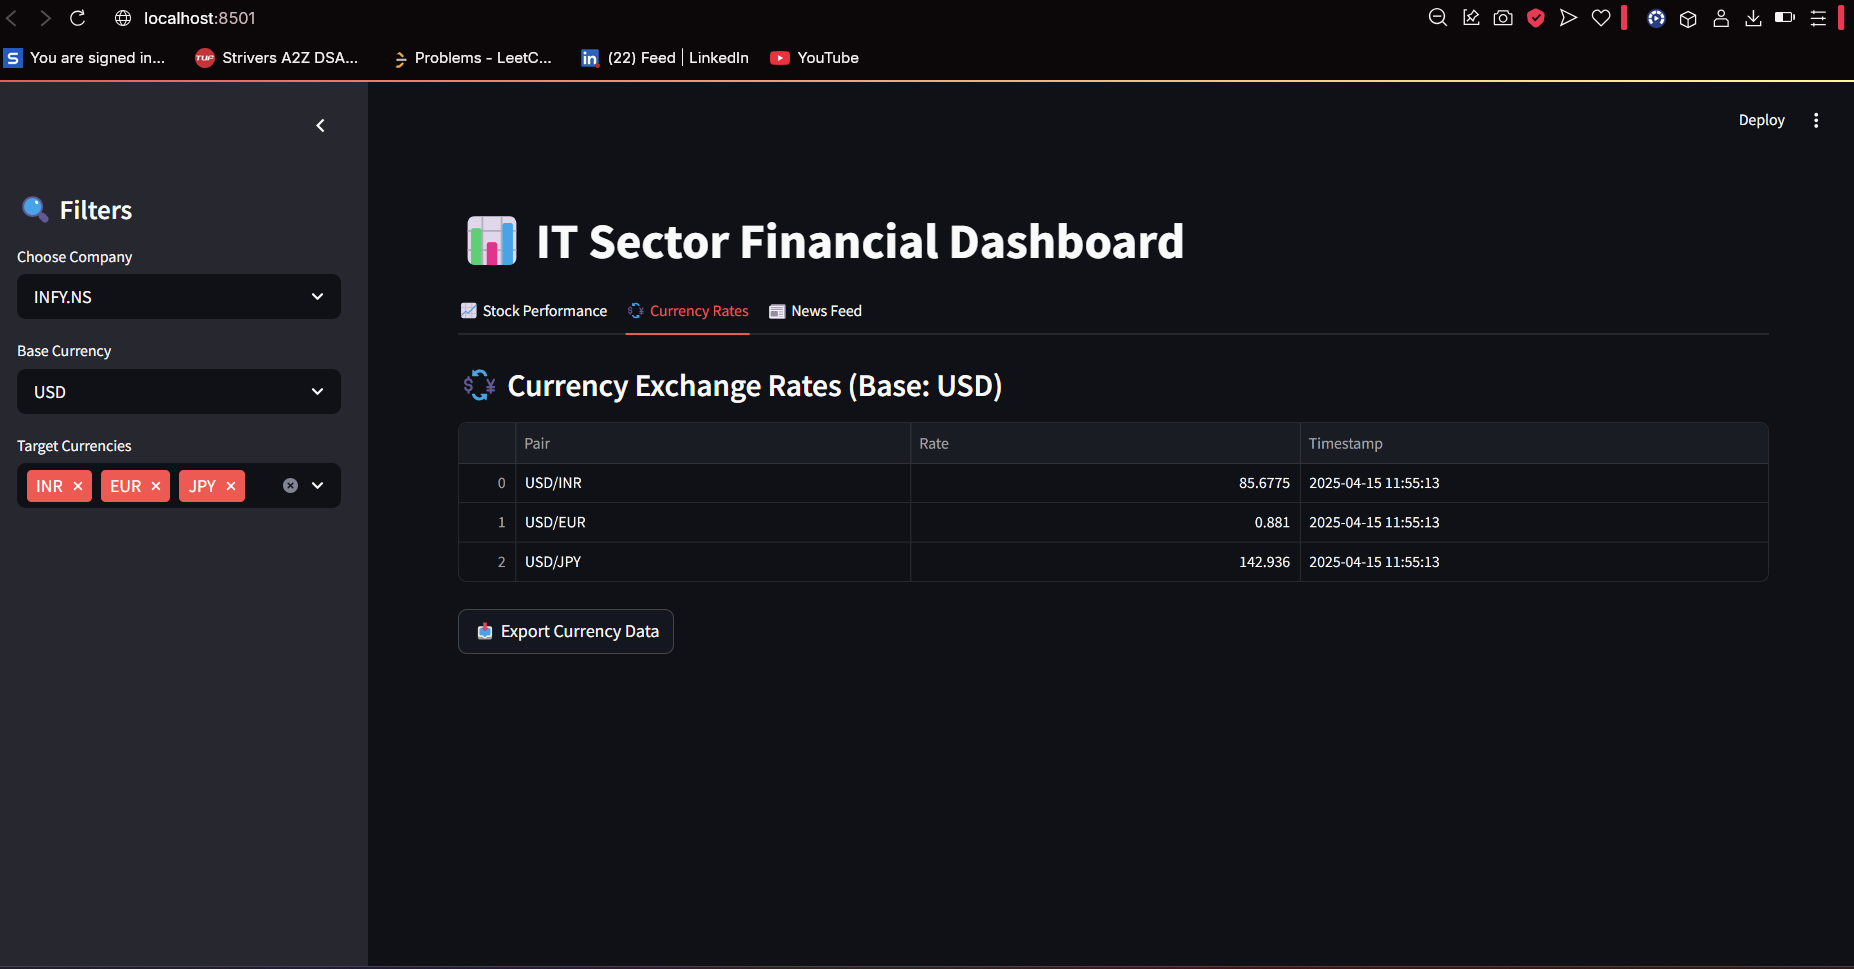 localhost:8501
You are signed in... Strivers A2Z DSA... Problems - LeetC... (22) Feed | LinkedIn YouTube
Deploy
Filters
Choose Company
INFY.NS
Base Currency
USD
Target Currencies
INR EUR JPY
IT Sector Financial Dashboard
Stock Performance Currency Rates News Feed
Currency Exchange Rates (Base: USD)
Pair Rate Timestamp
0 USD/INR 85.6775 2025-04-15 11:55:13
1 USD/EUR 0.881 2025-04-15 11:55:13
2 USD/JPY 142.936 2025-04-15 11:55:13
Export Currency Data